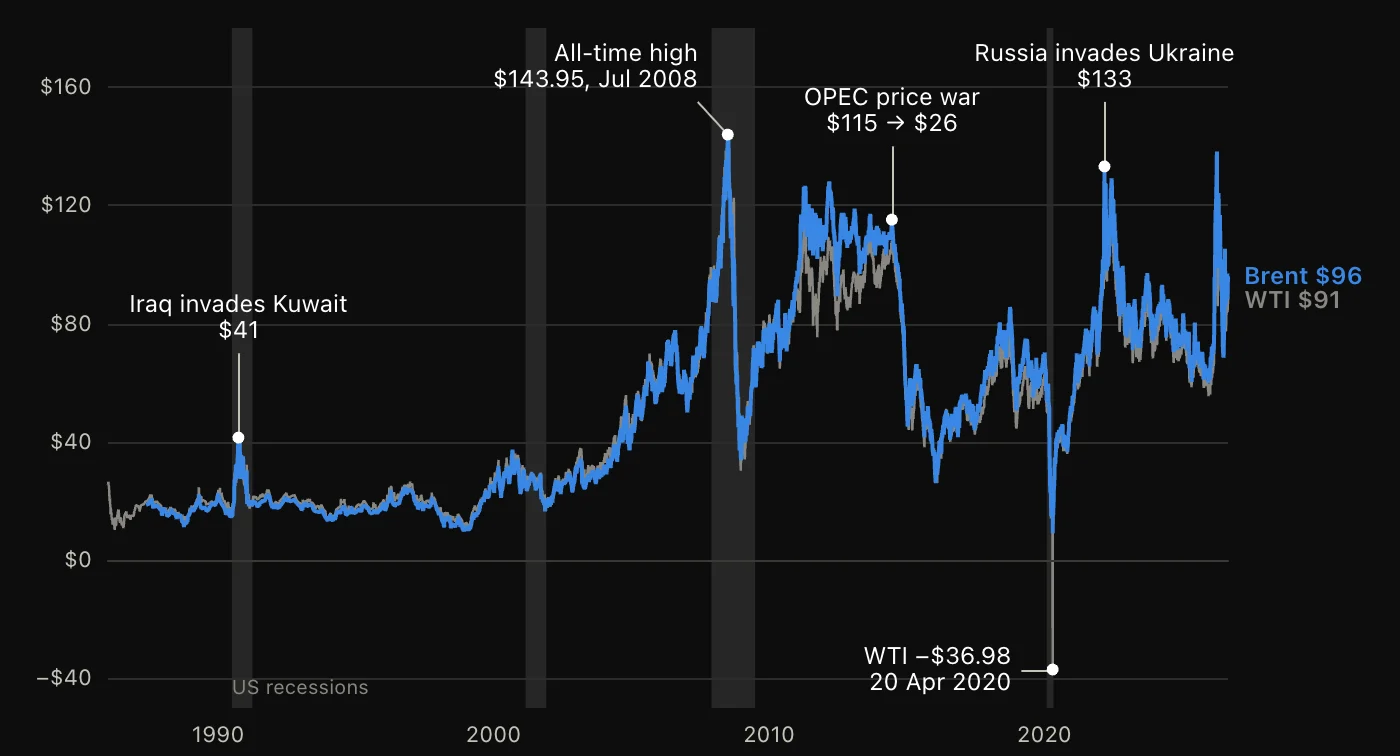 All-time high
$143.95, Jul 2008
Russia invades Ukraine
$133
$160
OPEC price war
$115 → $26
$120
Brent $96
WTI $91
Iraq invades Kuwait
$41
$80
$40
$0
WTI −$36.98
20 Apr 2020
−$40
US recessions
1990
2000
2010
2020